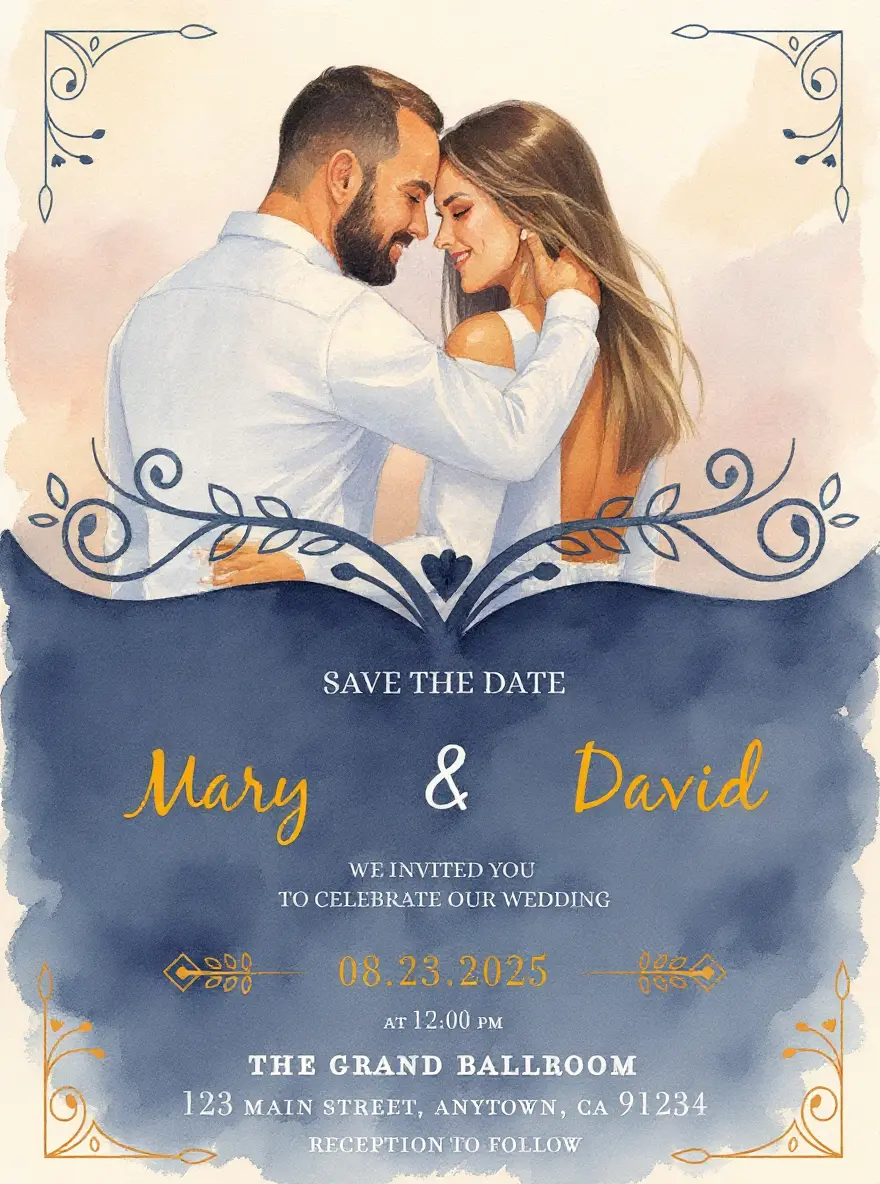 SAVE THE DATE
Mary & David
WE INVITED YOU
TO CELEBRATE OUR WEDDING
08.23.2025
AT 12:00 PM
THE GRAND BALLROOM
123 MAIN STREET, ANYTOWN, CA 91234
RECEPTION TO FOLLOW